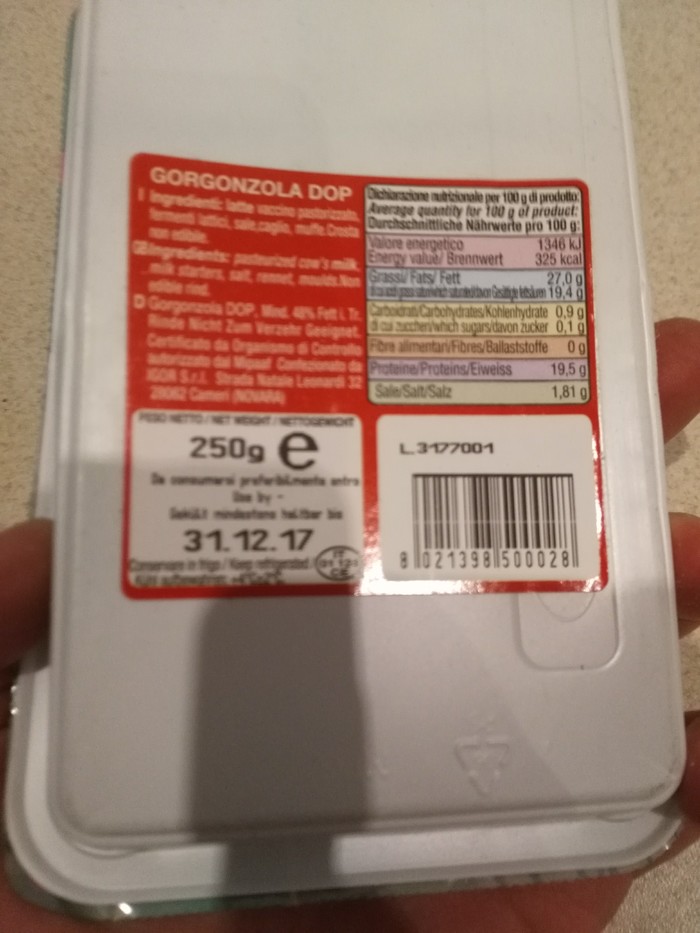 GORGONZOLA DOP
I Ingredienti: latte vaccino pastorizzato,
fermenti lattici, sale, caglio, muffe. Crosta
non edibile.
GB Ingredients: pasteurized cow's milk,
milk starters, salt, rennet, moulds. Non
edible rind.
D Gorgonzola DOP, Mind. 48% Fett i. Tr.
Rinde Nicht Zum Verzehr Geeignet.
Certificato da Organismo di Controllo
autorizzato dal Mipaaf Confezionato da
IGOR S.r.l. Strada Natale Leonardi 32
28062 Cameri (NOVARA)
Dichiarazione nutrizionale per 100 g di prodotto:
Average quantity for 100 g of product:
Durchschnittliche Nährwerte pro 100 g:
Valore energetico 1346 kJ
Energy value/ Brennwert 325 kcal
Grassi/ Fats/ Fett 27,0 g
19,4 g
Carboidrati/Carbohydrates/Kohlenhydrate 0,9 g
di cui zuccheri/which sugars/davon zucker 0,1 g
Fibre alimentari/Fibres/Ballaststoffe 0 g
Proteine/Proteins/Eiweiss 19,5 g
Sale/Salt/Salz 1,81 g
PESO NETTO / NET WEIGHT / NETTOGEWICHT
250g e
Da consumarsi preferibilmente entro
Use by -
Gekült mindestens haltbar bis
31.12.17
Conservare in frigo / Keep refrigerated /
IT
CE
L.3177001
8 021398 500028